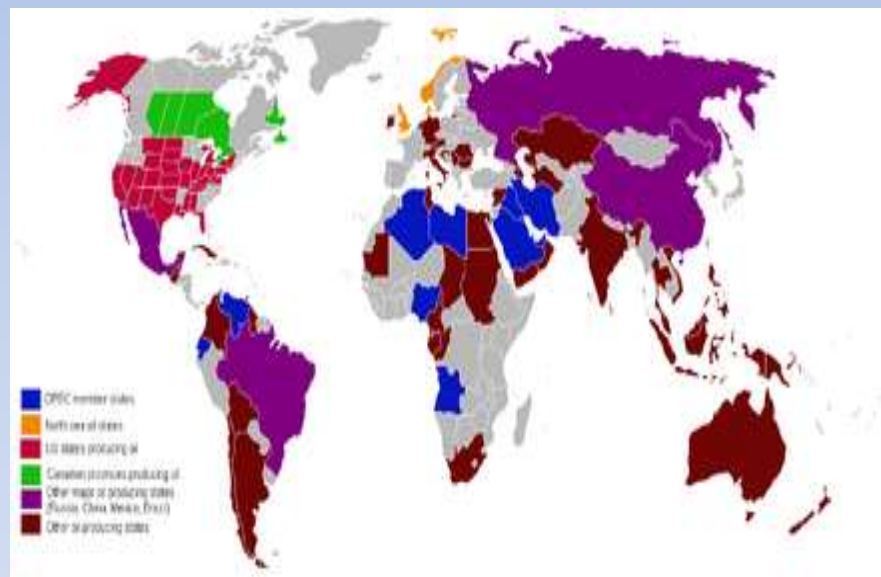 OPEC member states
North sea oil states
US states producing oil
Canadian provinces producing oil
Other major oil producing states
(Russia, China, Mexico, Brazil)
Other oil producing states